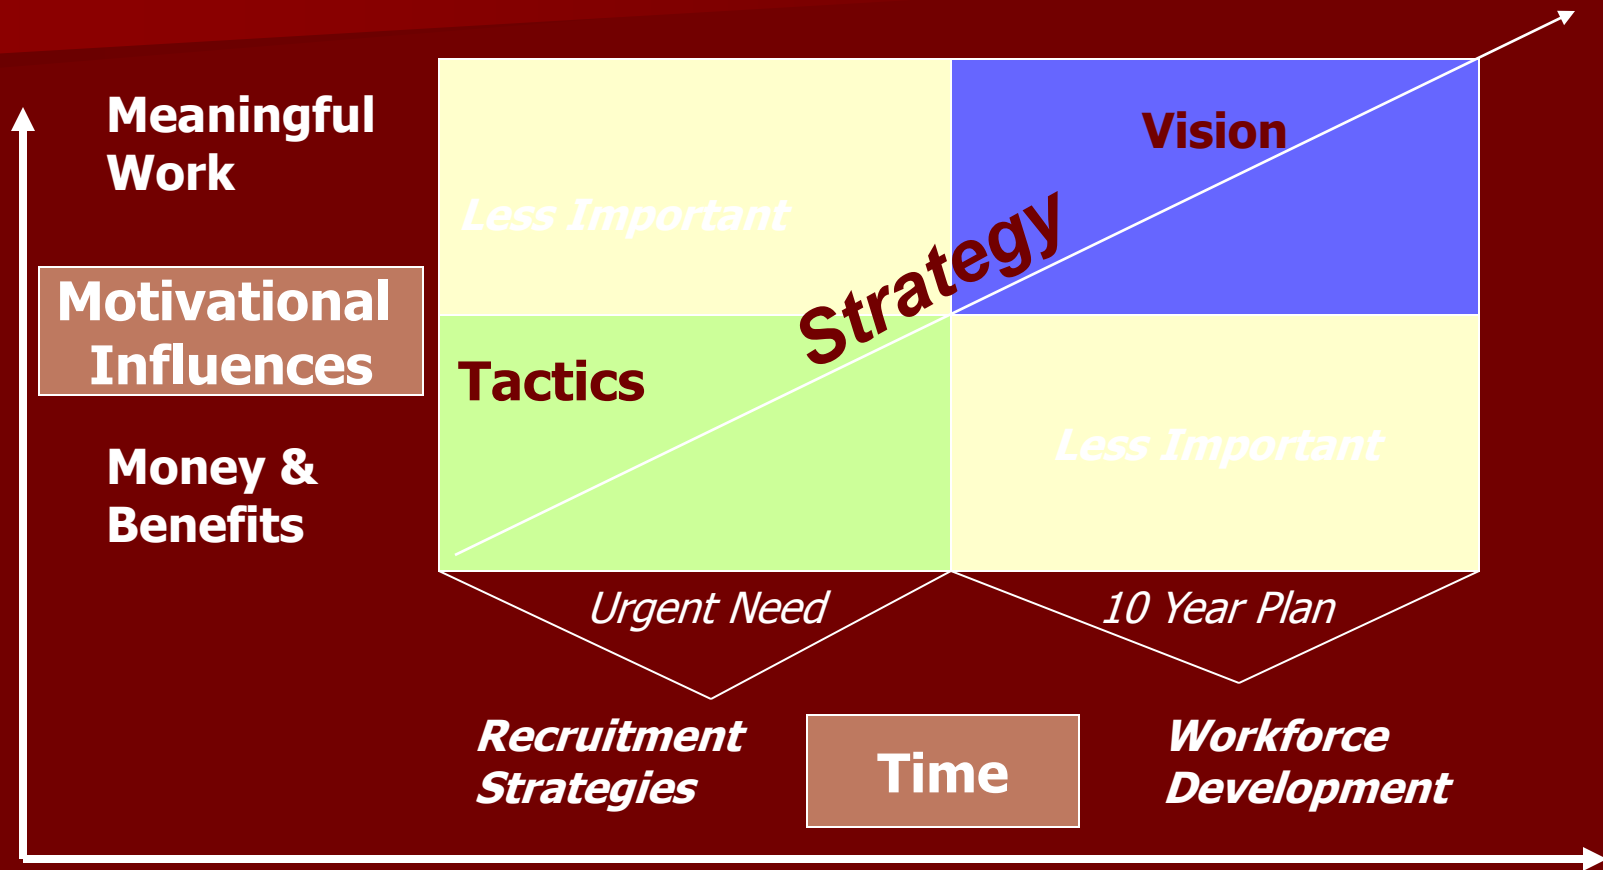 Meaningful
Work
Vision
Less Important
Strategy
Motivational
Influences
Tactics
Less Important
Money &
Benefits
Urgent Need
10 Year Plan
Recruitment
Strategies
Time
Workforce
Development